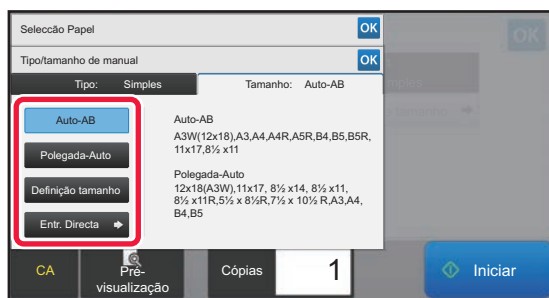 Seleccão Papel
OK
OK
Tipo/tamanho de manual
OK
Tipo: Simples
Tamanho: Auto-AB
Auto-AB
Polegada-Auto
Definição tamanho
Entr. Directa
Auto-AB
A3W(12x18),A3,A4,A4R,A5R,B4,B5,B5R,
11x17,8½ x11
Polegada-Auto
12x18(A3W),11x17, 8½ x14, 8½ x11,
8½ x11R,5½ x 8½R,7½ x 10½ R,A3,A4,
B4,B5
CA
Pré-
visualização
Cópias
1
Iniciar